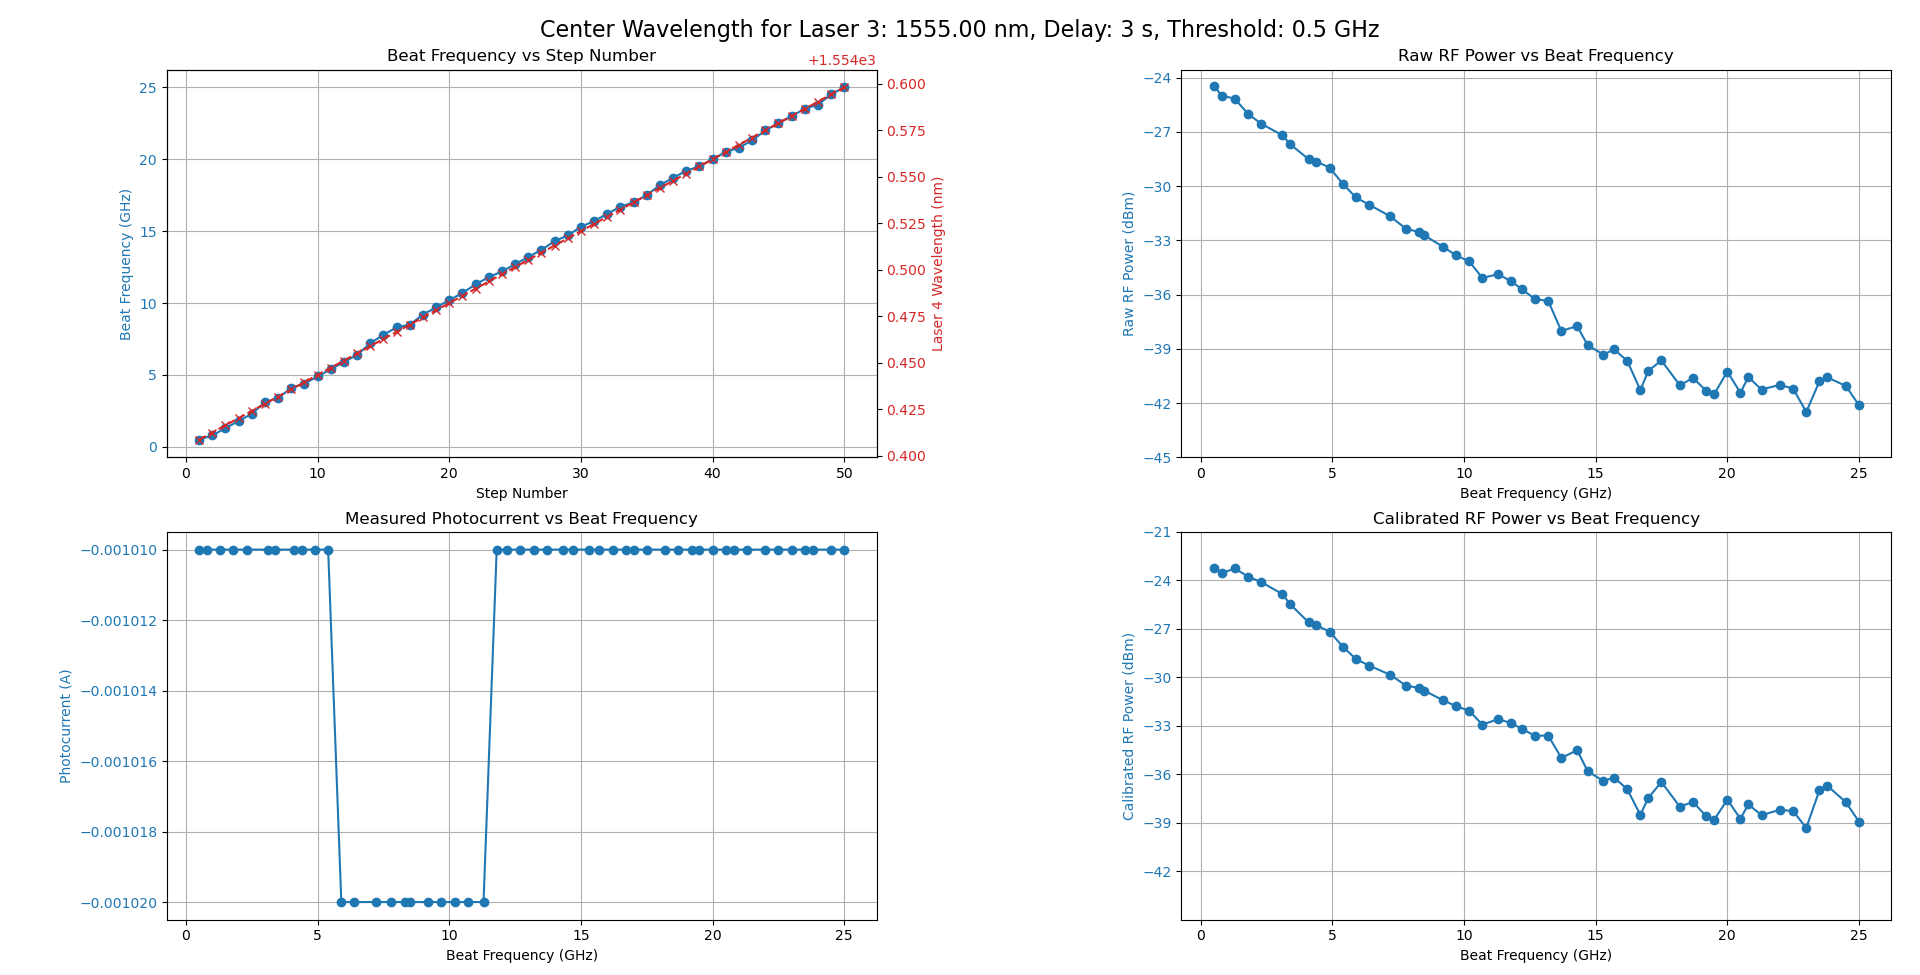 Center Wavelength for Laser 3: 1555.00 nm, Delay: 3 s, Threshold: 0.5 GHz
Beat Frequency vs Step Number
+1.554e3
25
20
15
10
5
0
Beat Frequency (GHz)
0.600
0.575
0.550
0.525
0.500
0.475
0.450
0.425
0.400
Laser 4 Wavelength (nm)
0 10 20 30 40 50
Step Number
Raw RF Power vs Beat Frequency
−24
−27
−30
−33
−36
−39
−42
−45
Raw RF Power (dBm)
0 5 10 15 20 25
Beat Frequency (GHz)
Measured Photocurrent vs Beat Frequency
−0.001010
−0.001012
−0.001014
−0.001016
−0.001018
−0.001020
Photocurrent (A)
0 5 10 15 20 25
Beat Frequency (GHz)
Calibrated RF Power vs Beat Frequency
−21
−24
−27
−30
−33
−36
−39
−42
Calibrated RF Power (dBm)
0 5 10 15 20 25
Beat Frequency (GHz)